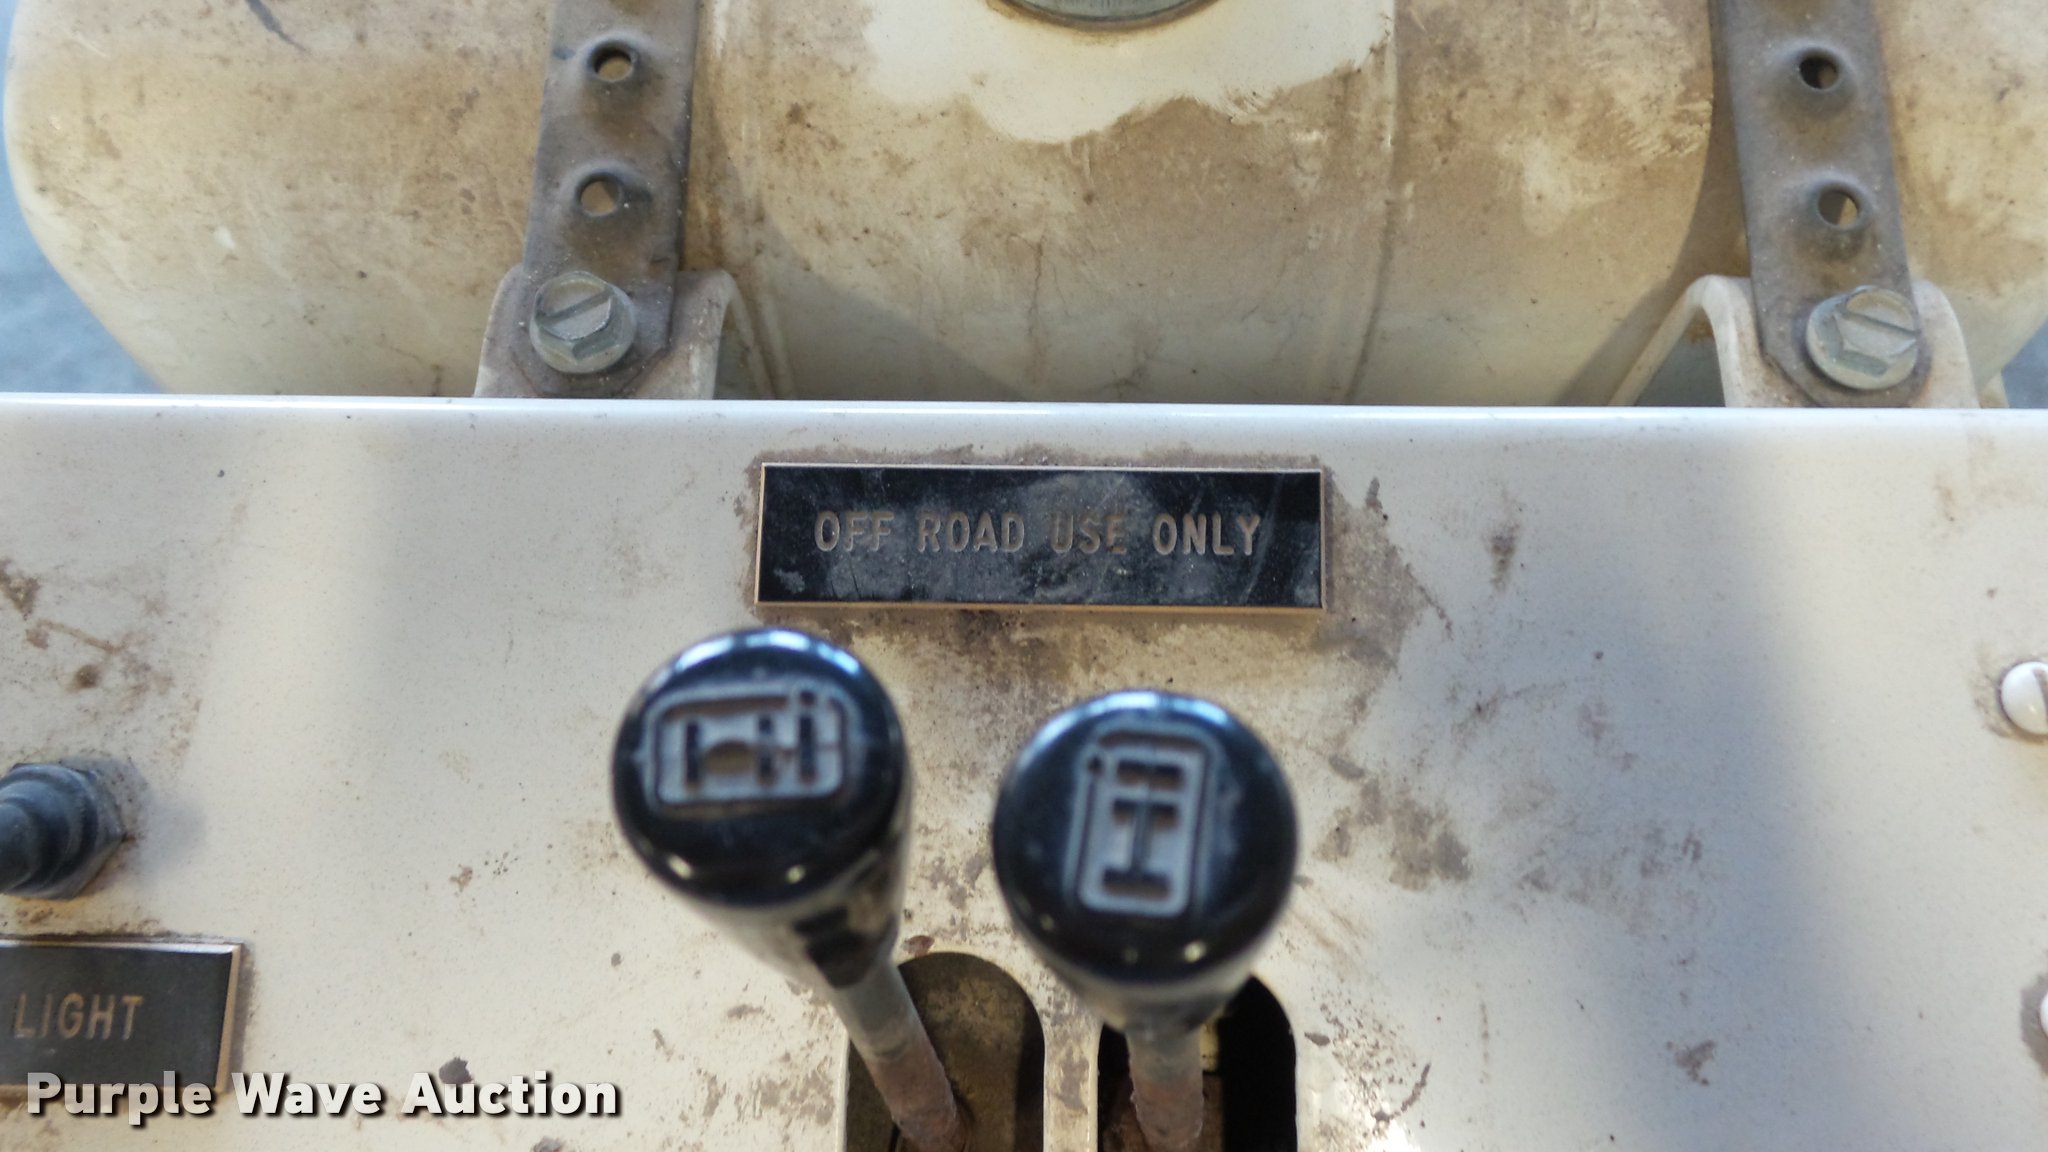 OFF ROAD USE ONLY
LIGHT
Purple Wave Auction